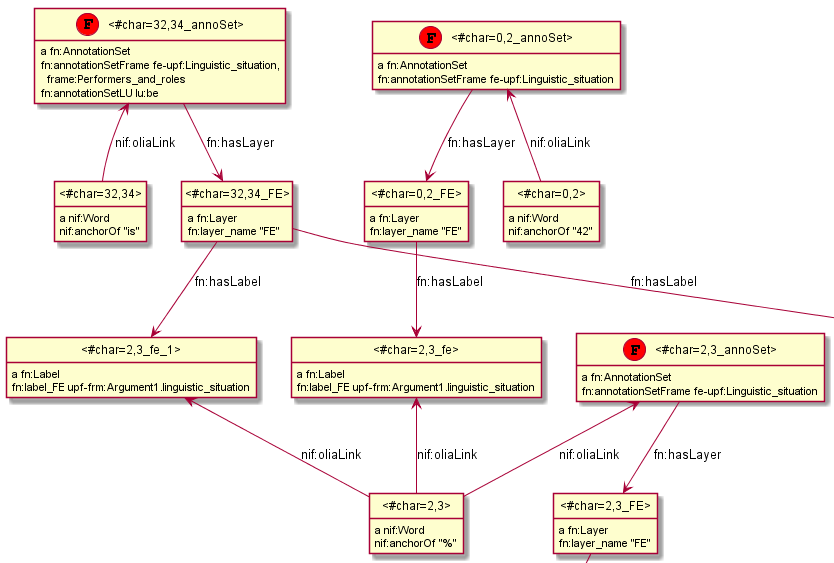 F <#char=32,34_annoSet>
a fn:AnnotationSet
fn:annotationSetFrame fe-upf:Linguistic_situation,
frame:Performers_and_roles
fn:annotationSetLU lu:be
F <#char=0,2_annoSet>
a fn:AnnotationSet
fn:annotationSetFrame fe-upf:Linguistic_situation
nif:oliaLink
fn:hasLayer
fn:hasLayer
nif:oliaLink
<#char=32,34>
a nif:Word
nif:anchorOf "is"
<#char=32,34_FE>
a fn:Layer
fn:layer_name "FE"
<#char=0,2_FE>
a fn:Layer
fn:layer_name "FE"
<#char=0,2>
a nif:Word
nif:anchorOf "42"
fn:hasLabel
fn:hasLabel
fn:hasLabel
<#char=2,3_fe_1>
a fn:Label
fn:label_FE upf-frm:Argument1.linguistic_situation
<#char=2,3_fe>
a fn:Label
fn:label_FE upf-frm:Argument1.linguistic_situation
F <#char=2,3_annoSet>
a fn:AnnotationSet
fn:annotationSetFrame fe-upf:Linguistic_situation
nif:oliaLink
nif:oliaLink
nif:oliaLink
fn:hasLayer
<#char=2,3>
a nif:Word
nif:anchorOf "%"
<#char=2,3_FE>
a fn:Layer
fn:layer_name "FE"